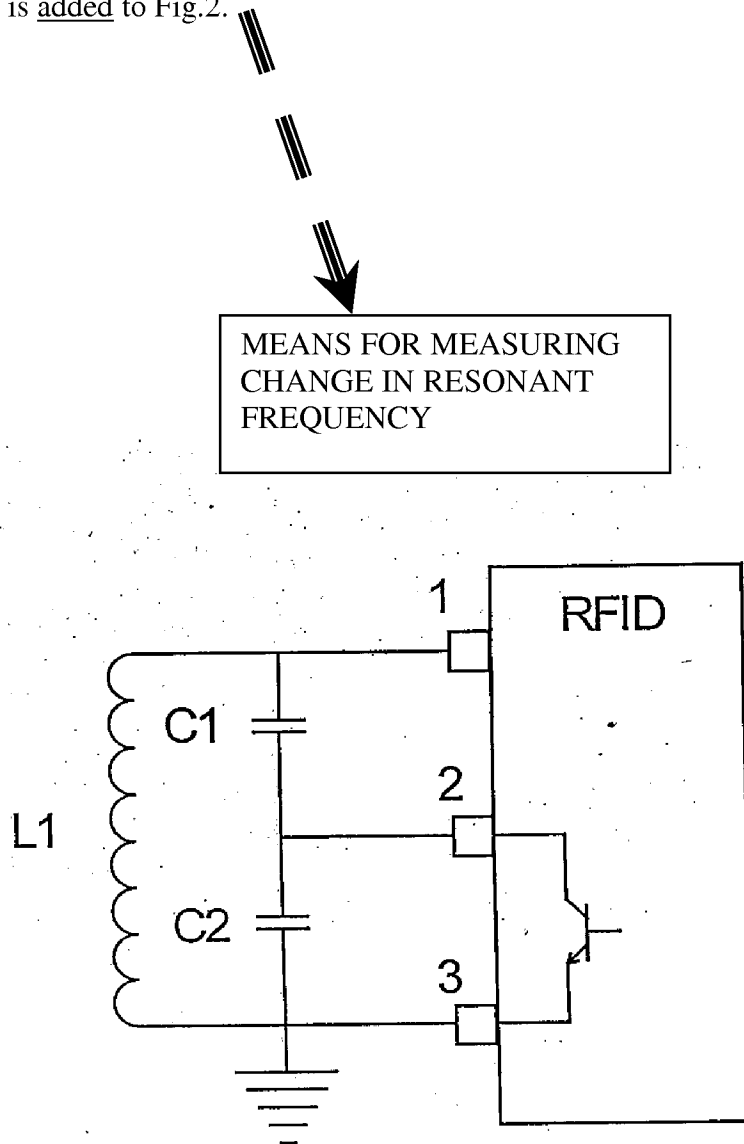 is added to Fig.2.
MEANS FOR MEASURING
CHANGE IN RESONANT
FREQUENCY
1
RFID
C1
2
L1
C2
3